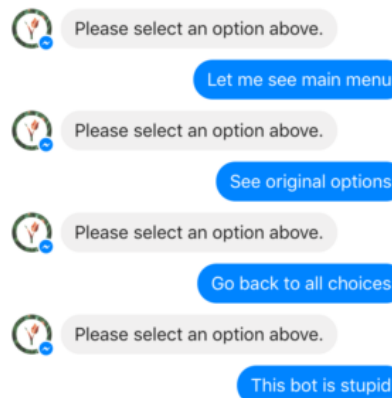 Please select an option above.
Let me see main menu
Please select an option above.
See original options
Please select an option above.
Go back to all choices
Please select an option above.
This bot is stupid